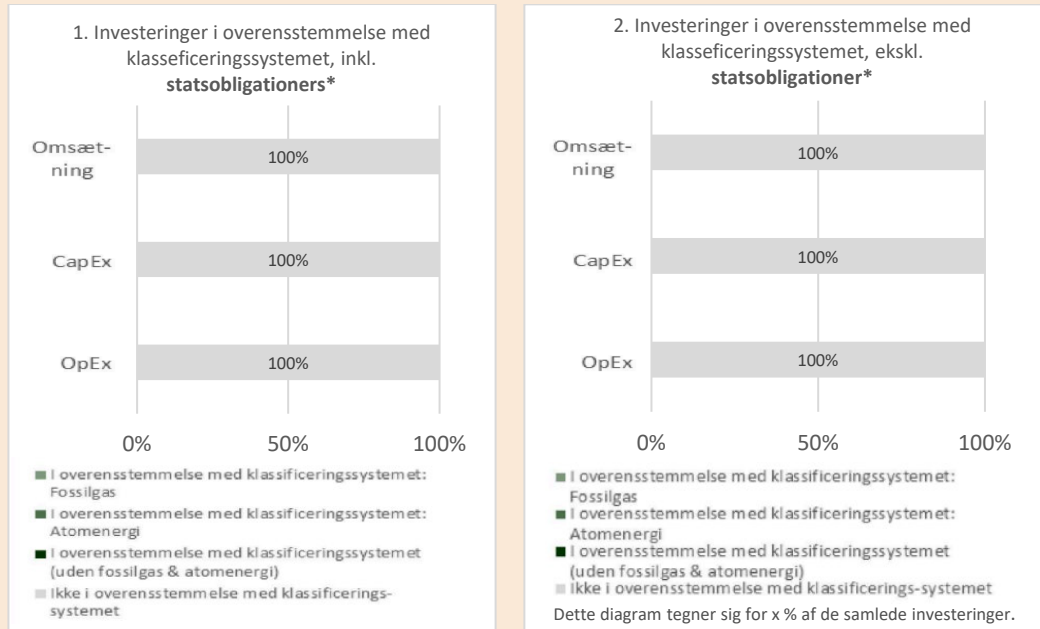 1. Investeringer i overensstemmelse med
klasseficeringssystemet, inkl.
statsobligationers*
Omsæt-
ning
100%
CapEx
100%
OpEx
100%
0% 50% 100%
I overensstemmelse med klassificeringssystemet:
Fossilgas
I overensstemmelse med klassificeringssystemet:
Atomenergi
I overensstemmelse med klassificeringssystemet
(uden fossilgas & atomenergi)
Ikke i overensstemmelse med klassificerings-
systemet
2. Investeringer i overensstemmelse med
klasseficeringssystemet, ekskl.
statsobligationer*
Omsæt-
ning
100%
CapEx
100%
OpEx
100%
0% 50% 100%
I overensstemmelse med klassificeringssystemet:
Fossilgas
I overensstemmelse med klassificeringssystemet:
Atomenergi
I overensstemmelse med klassificeringssystemet
(uden fossilgas & atomenergi)
Ikke i overensstemmelse med klassificerings-systemet
Dette diagram tegner sig for x % af de samlede investeringer.